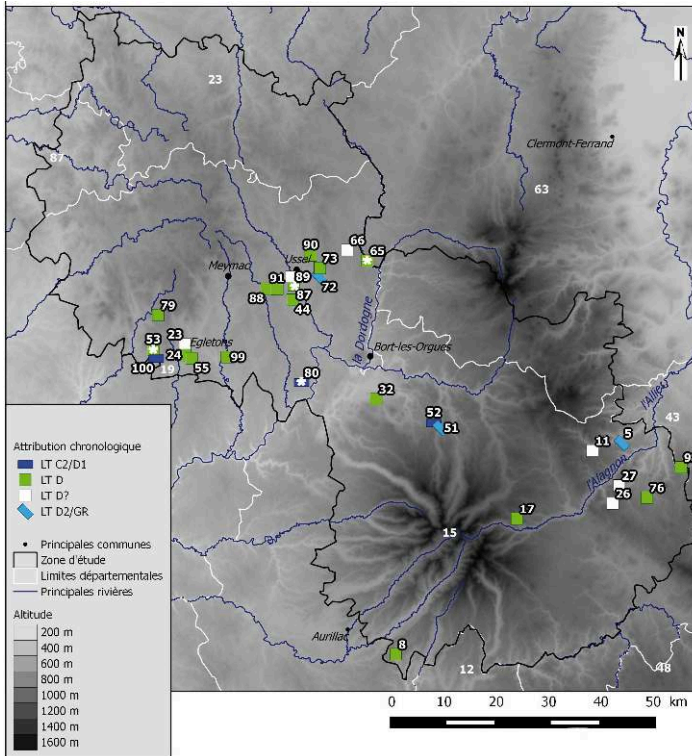 N
23
87
Clermont-Ferrand
63
66
90
65
73
Ussel
Meymac
89
91
72
88
87
44
la Dordogne
79
23
53
Egletons
Bort-les-Orgues
24
99
55
100
19
80
32
l'Allier
43
52
51
5
11
l'Alagnon
9
27
76
26
17
15
Aurillac
8
12
48
Attribution chronologique
LT C2/D1
LT D
LT D?
LT D2/GR
Principales communes
Zone d'étude
Limites départementales
Principales rivières
Altitude
200 m
400 m
600 m
800 m
1000 m
1200 m
1400 m
1600 m
0 10 20 30 40 50 km